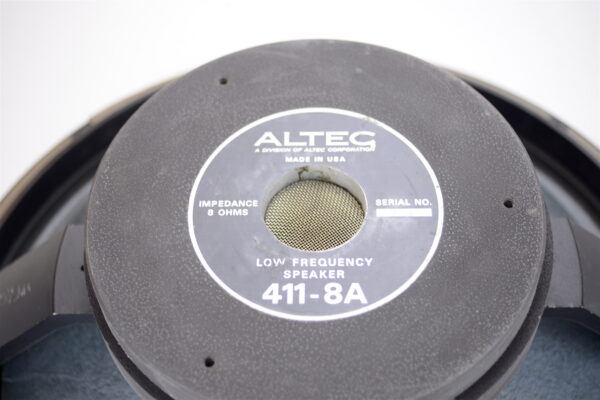 ALTEC
A DIVISION OF ALTEC CORPORATION
MADE IN USA
IMPEDANCE
8 OHMS
SERIAL NO.
LOW FREQUENCY
SPEAKER
411-8A